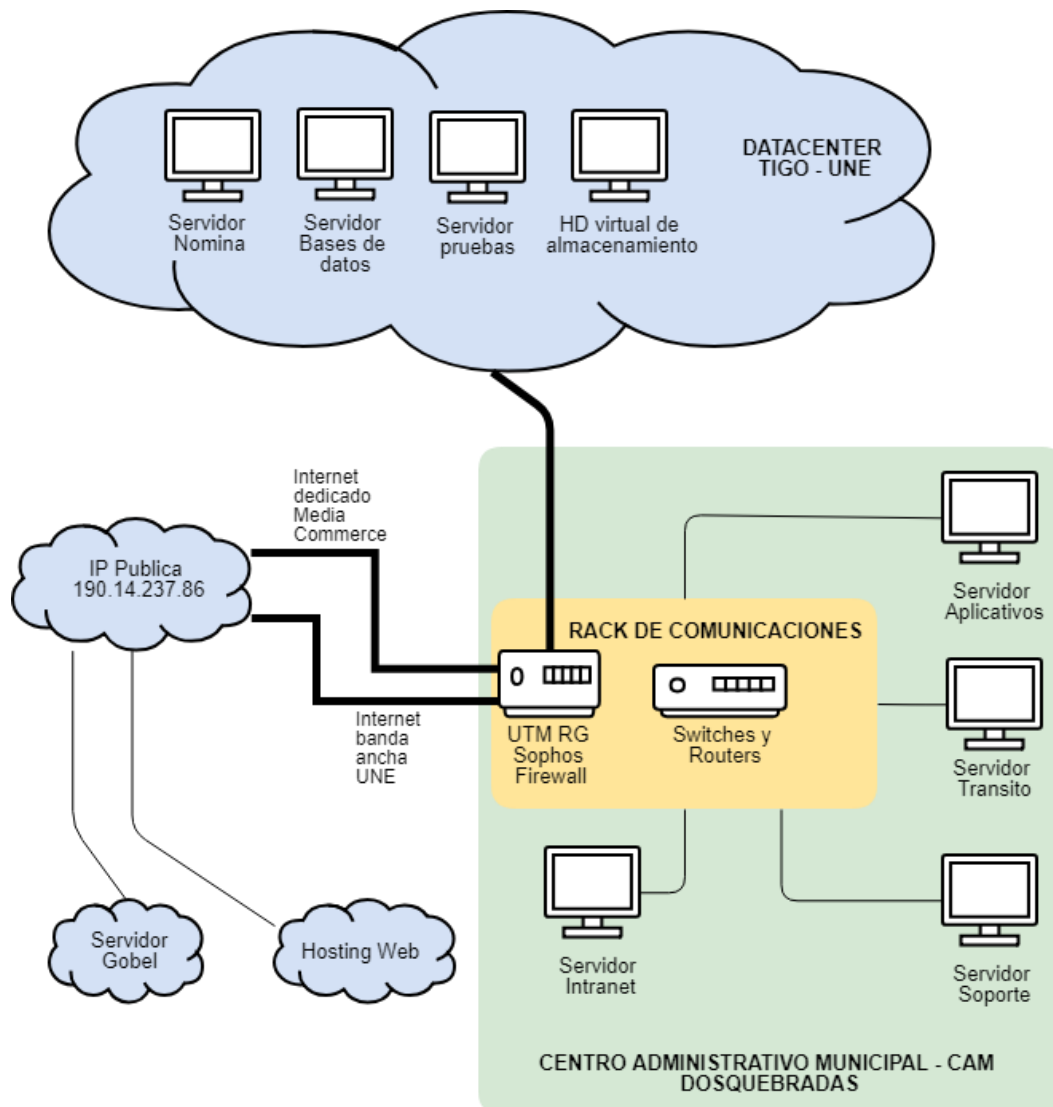 DATACENTER
TIGO - UNE
Servidor
Nomina
Servidor
Bases de
datos
Servidor
pruebas
HD virtual de
almacenamiento
Internet
dedicado
Media
Commerce
IP Publica
190.14.237.86
Servidor
Aplicativos
RACK DE COMUNICACIONES
UTM RG
Sophos
Firewall
Switches y
Routers
Internet
banda
ancha
UNE
Servidor
Transito
Servidor
Gobel
Hosting Web
Servidor
Intranet
Servidor
Soporte
CENTRO ADMINISTRATIVO MUNICIPAL - CAM
DOSQUEBRADAS